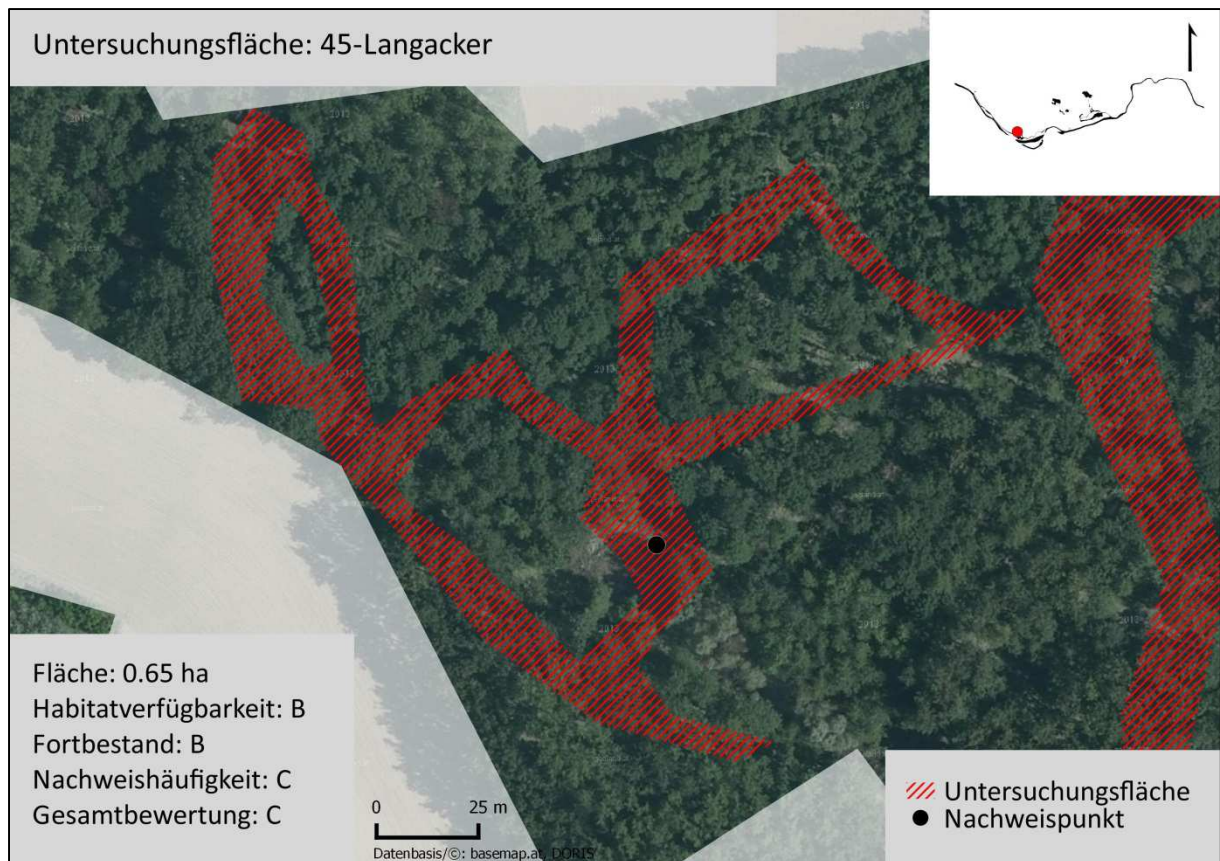 Untersuchungsfläche: 45-Langacker
Fläche: 0.65 ha
Habitatverfügbarkeit: B
Fortbestand: B
Nachweishäufigkeit: C
Gesamtbewertung: C
0 25 m
Datenbasis/©: basemap.at, DORIS
Untersuchungsfläche
Nachweispunkt